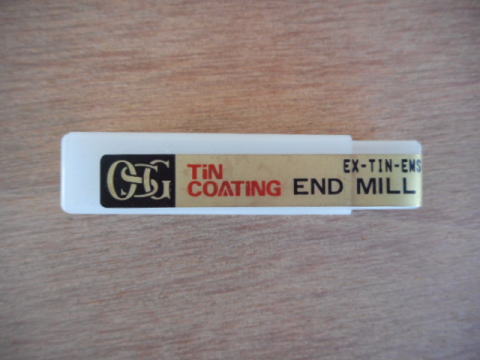 OSG
TiN
COATING
END MILL
EX-TIN-EMS